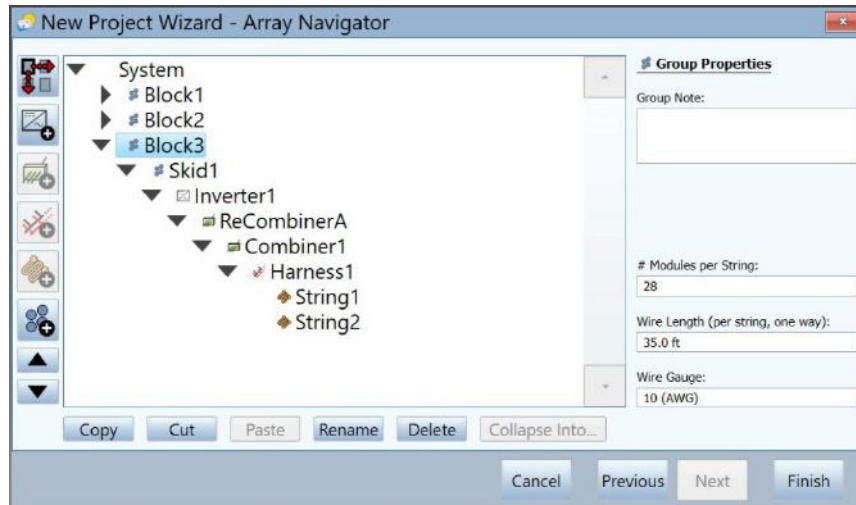 New Project Wizard - Array Navigator
System
Block1
Block2
Block3
Skid1
Inverter1
ReCombinerA
Combiner1
Harness1
String1
String2
Group Properties
Group Note:
# Modules per String:
28
Wire Length (per string, one way):
35.0 ft
Wire Gauge:
10 (AWG)
Copy Cut Paste Rename Delete Collapse Into...
Cancel Previous Next Finish